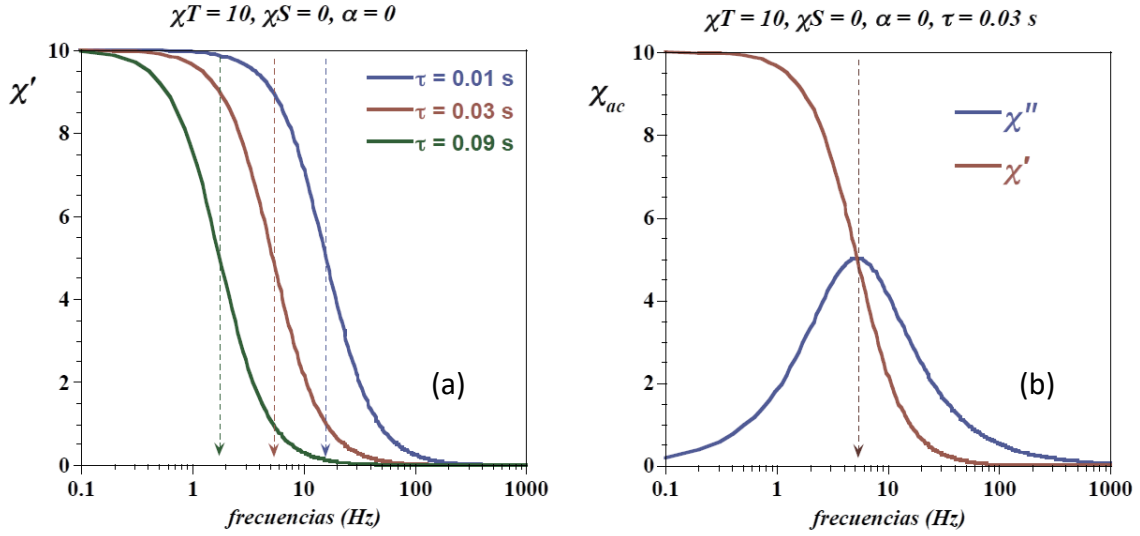 χT = 10, χS = 0, α = 0
χ′
10
8
6
4
2
0
τ = 0.01 s
τ = 0.03 s
τ = 0.09 s
(a)
0.1 1 10 100 1000
frecuencias (Hz)
χT = 10, χS = 0, α = 0, τ = 0.03 s
χac
10
8
6
4
2
0
χ″
χ′
(b)
0.1 1 10 100 1000
frecuencias (Hz)